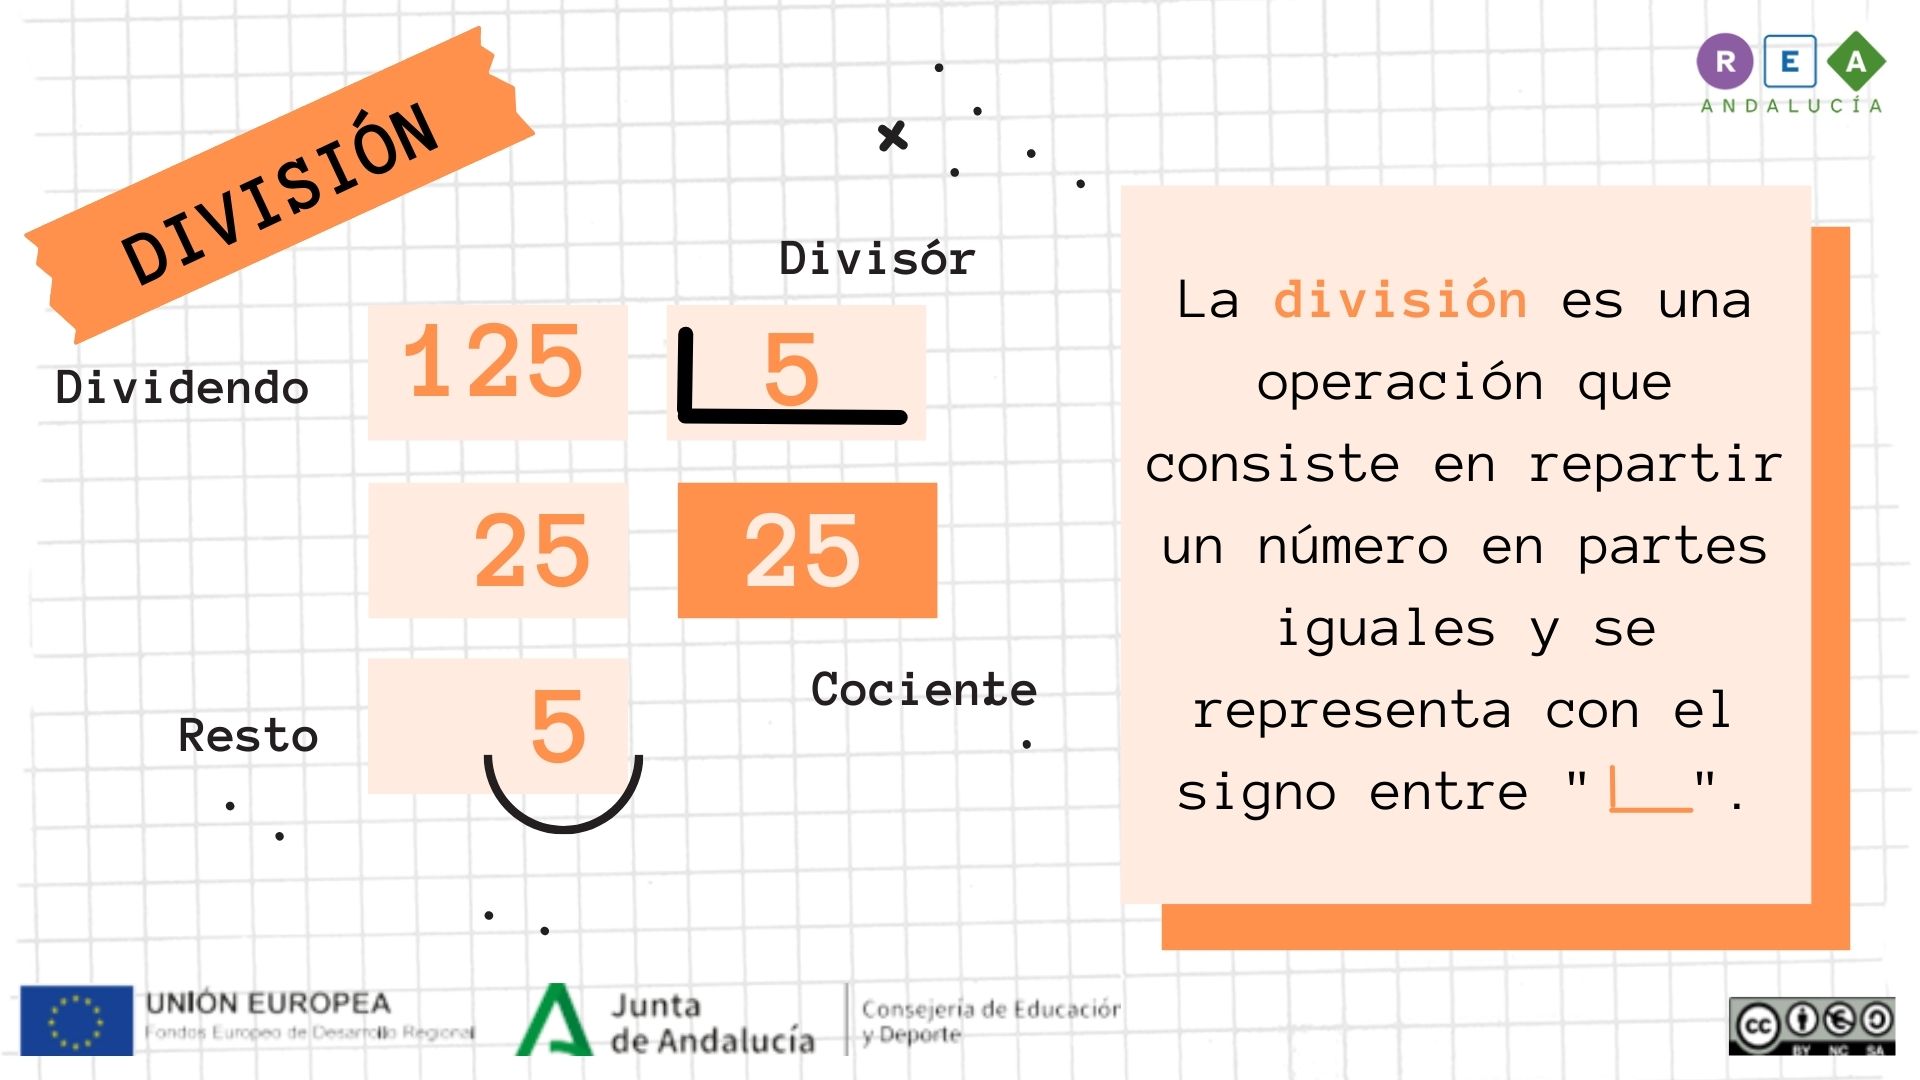 DIVISIÓN
R E A
ANDALUCÍA
Divisór
Dividendo
125
5
25
25
Cociente
Resto
5
La división es una
operación que
consiste en repartir
un número en partes
iguales y se
representa con el
signo entre " ".
UNIÓN EUROPEA
Fondos Europeo de Desarrollo Regional
Junta
de Andalucía
Consejería de Educación
y Deporte
cc
BY NC SA